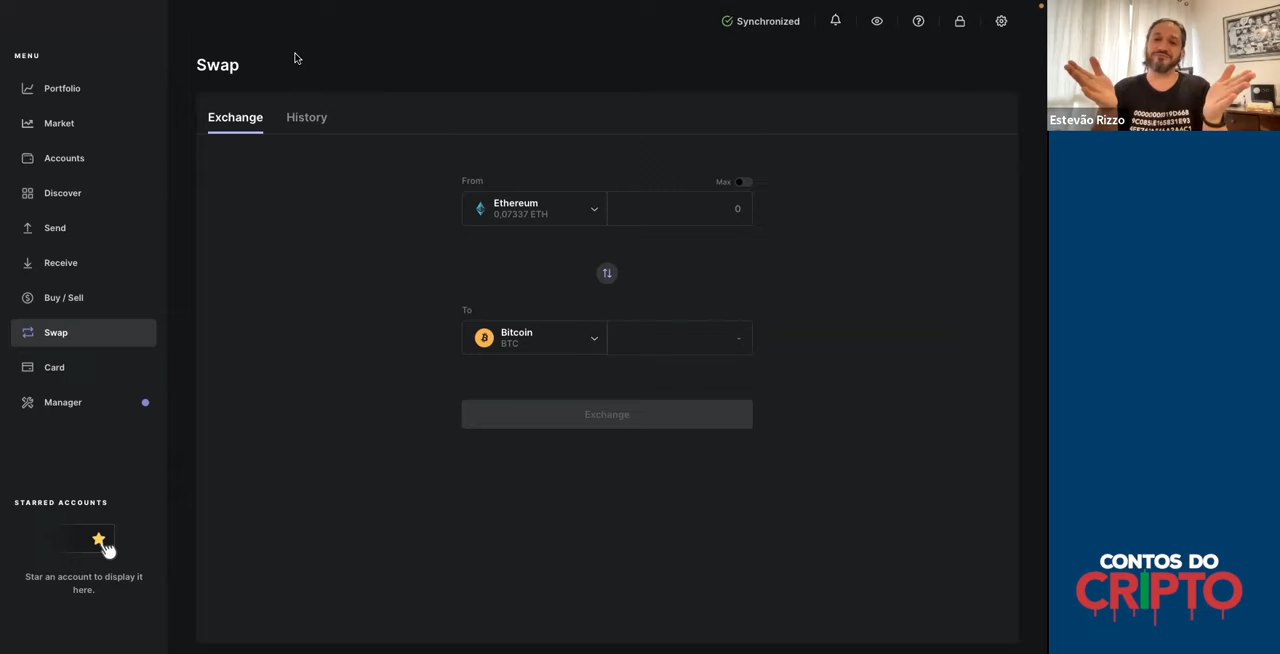 Synchronized
MENU
Portfolio
Market
Accounts
Discover
Send
Receive
Buy / Sell
Swap
Card
Manager
STARRED ACCOUNTS
Star an account to display it
here.
Swap
Exchange
History
From
Max
Ethereum
0,07337 ETH
0
To
Bitcoin
BTC
-
Exchange
Estevão Rizzo
CONTOS DO
CRIPTO